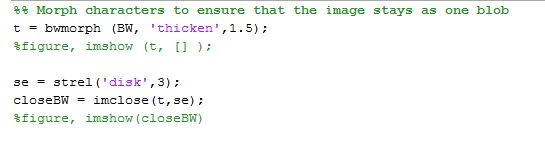 %% Morph characters to ensure that the image stays as one blob
t = bwmorph (BW, 'thicken',1.5);
%figure, imshow (t, [] );
se = strel('disk',3);
closeBW = imclose(t,se);
%figure, imshow(closeBW)